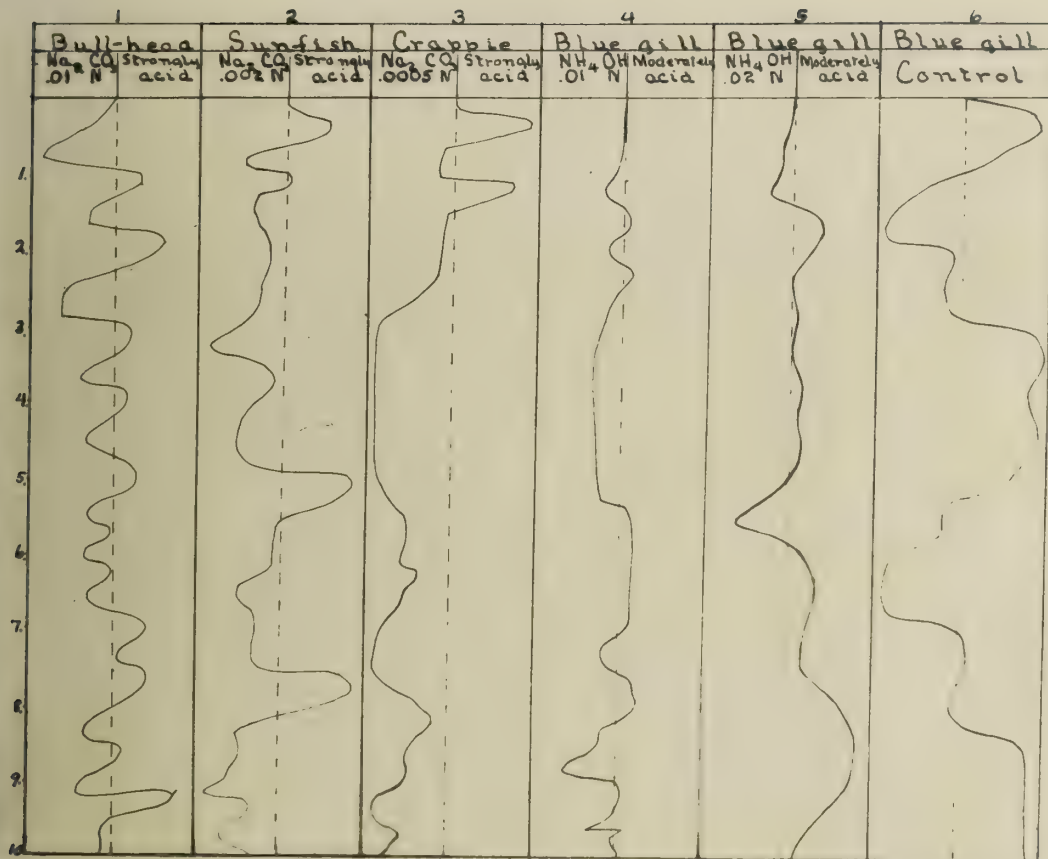 1 2 3 4 5 6
Bull-head Sunfish Crappie Blue gill Blue gill Blue gill
Na₂ CO₃ Strongly Na₂ CO₃ Strongly Na₂ CO₃ Strongly NH₄ OH Moderately NH₄ OH Moderately Control
.01 N acid .002 N acid .0005 N acid .01 N acid .02 N acid
1.
2.
3.
4.
5.
6.
7.
8.
9.
10.